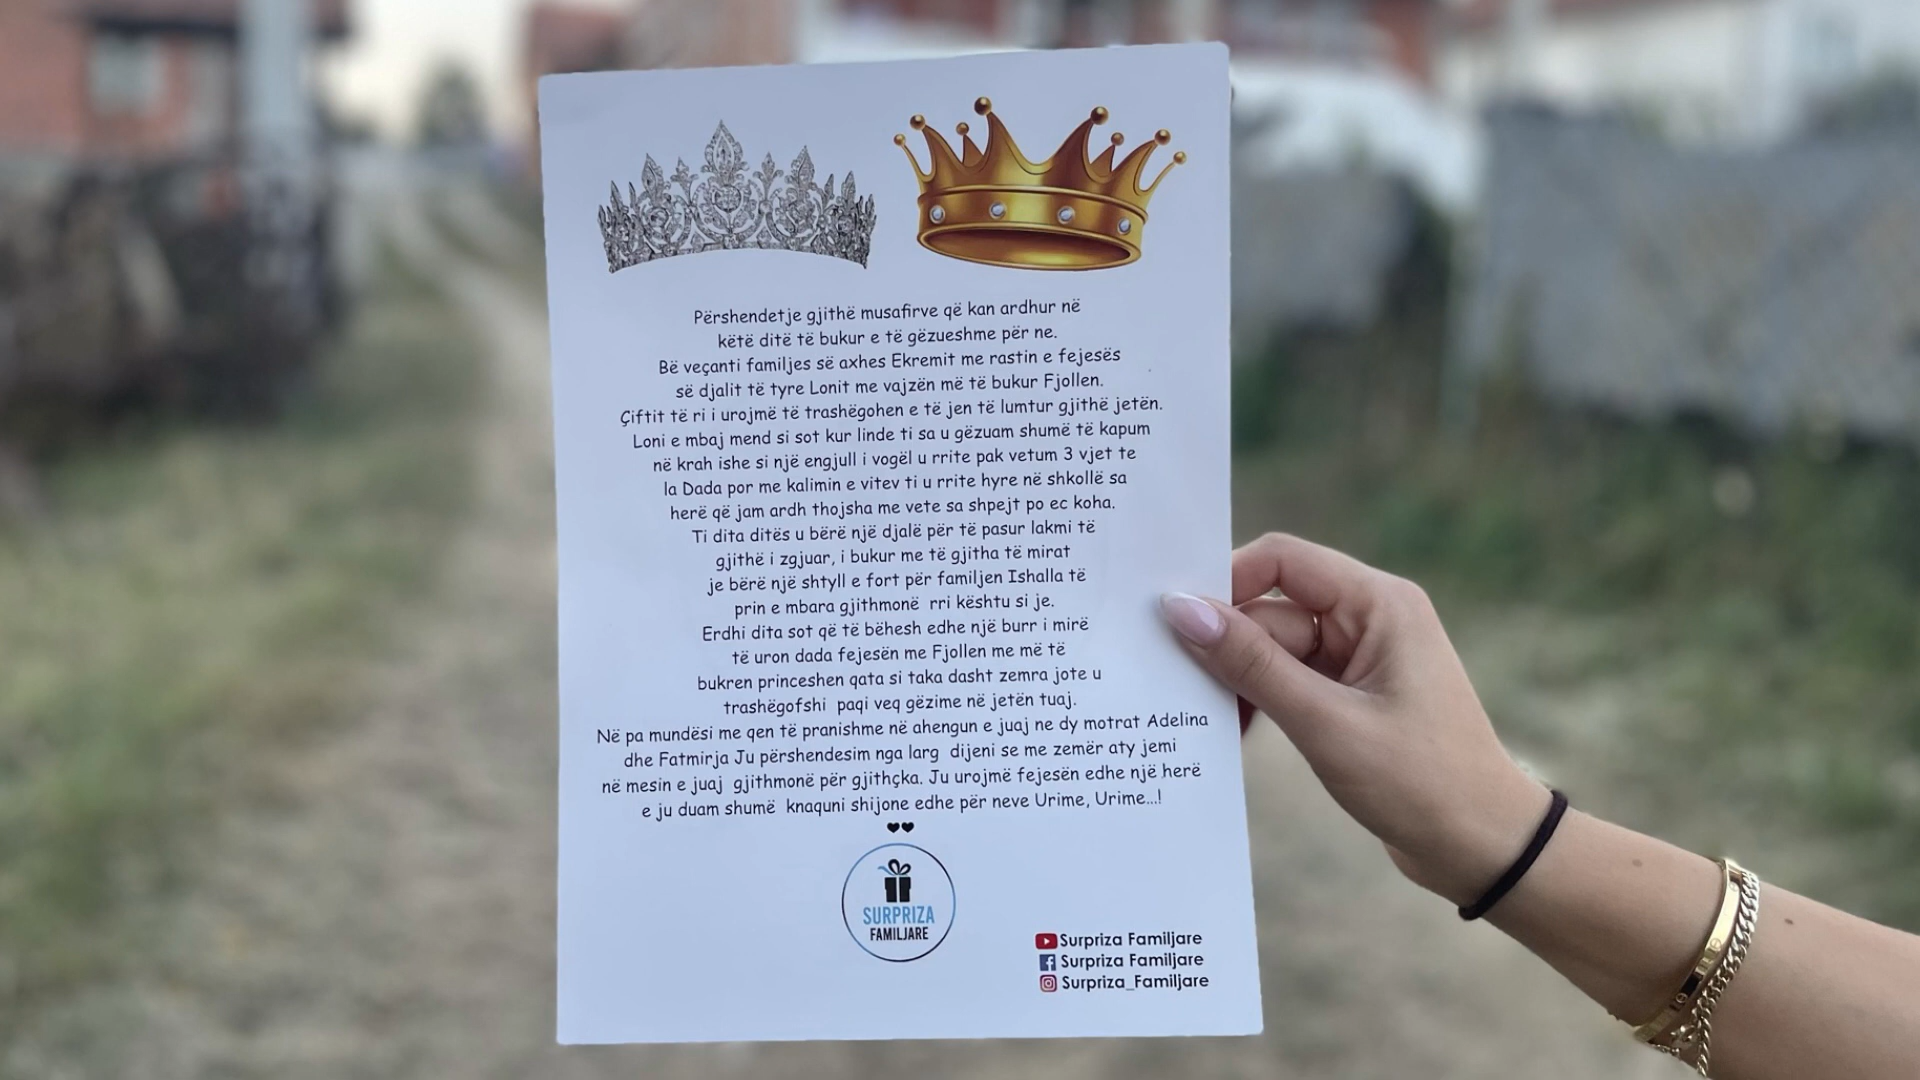 Përshendetje gjithë musafirve që kan ardhur në
këtë ditë të bukur e të gëzueshme për ne.
Bë veçanti familjes së axhes Ekremit me rastin e fejesës
së djalit të tyre Lonit me vajzën më të bukur Fjollen.
Çiftit të ri i urojmë të trashëgohen e të jen të lumtur gjithë jetën.
Loni e mbaj mend si sot kur linde ti sa u gëzuam shumë të kapum
në krah ishe si një engjull i vogël u rrite pak vetum 3 vjet te
la Dada por me kalimin e vitev ti u rrite hyre në shkollë sa
herë që jam ardh thojsha me vete sa shpejt po ec koha.
Ti dita ditës u bërë një djalë për të pasur lakmi të
gjithë i zgjuar, i bukur me të gjitha të mirat
je bërë një shtyll e fort për familjen Ishalla të
prin e mbara gjithmonë rri kështu si je.
Erdhi dita sot që të bëhesh edhe një burr i mirë
të uron dada fejesën me Fjollen me më të
bukren princeshen qata si taka dasht zemra jote u
trashëgofshi paqi veq gëzime në jetën tuaj.
Në pa mundësi me qen të pranishme në ahengun e juaj ne dy motrat Adelina
dhe Fatmirja Ju përshendesim nga larg dijeni se me zemër aty jemi
në mesin e juaj gjithmonë për gjithçka. Ju urojmë fejesën edhe një herë
e ju duam shumë knaquni shijone edhe për neve Urime, Urime...!
SURPRIZA
FAMILJARE
Surpriza Familjare
Surpriza Familjare
Surpriza_Familjare